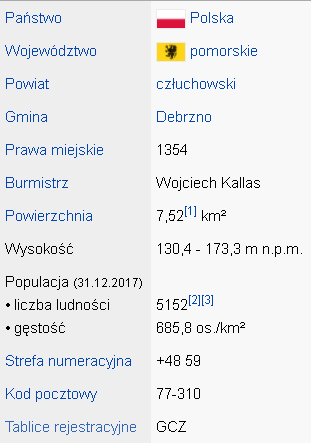 Państwo Polska
Województwo pomorskie
Powiat człuchowski
Gmina Debrzno
Prawa miejskie 1354
Burmistrz Wojciech Kallas
Powierzchnia 7,52[1] km²
Wysokość 130,4 - 173,3 m n.p.m.
Populacja (31.12.2017)
• liczba ludności 5152[2][3]
• gęstość 685,8 os./km²
Strefa numeracyjna +48 59
Kod pocztowy 77-310
Tablice rejestracyjne GCZ